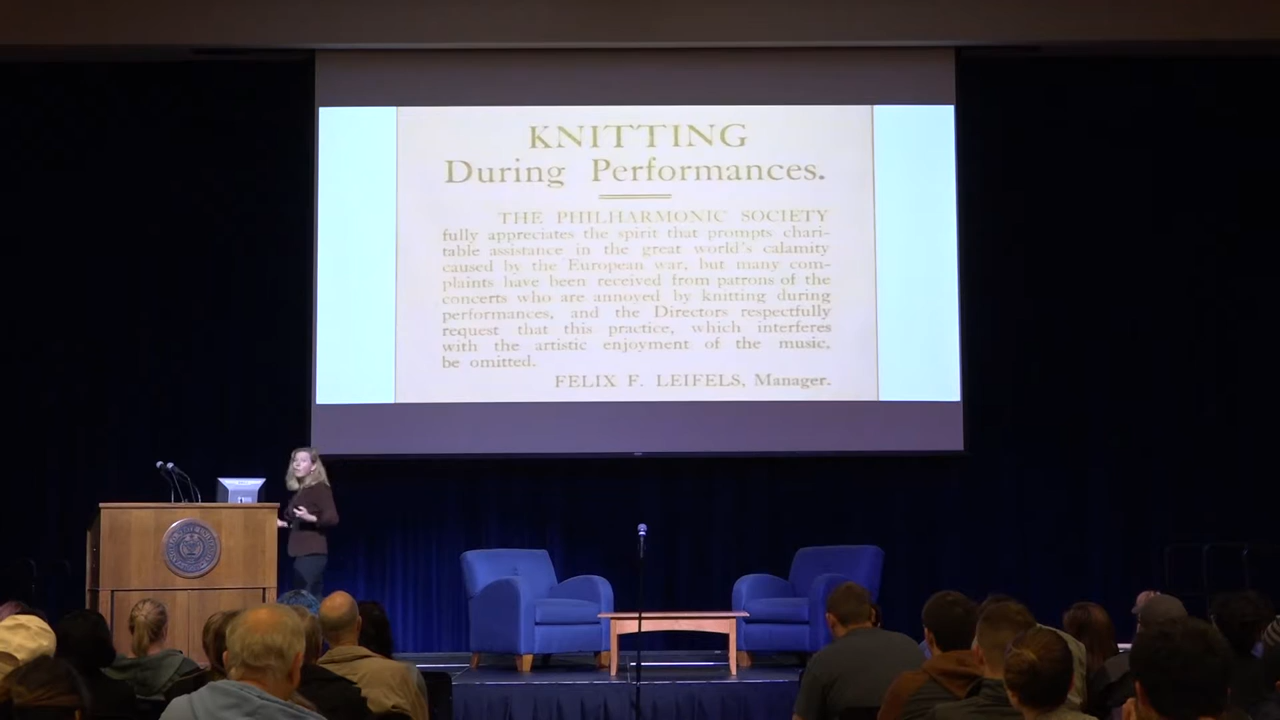 KNITTING
During Performances.
THE PHILHARMONIC SOCIETY
fully appreciates the spirit that prompts chari-
table assistance in the great world's calamity
caused by the European war, but many com-
plaints have been received from patrons of the
concerts who are annoyed by knitting during
performances, and the Directors respectfully
request that this practice, which interferes
with the artistic enjoyment of the music,
be omitted.
FELIX F. LEIFELS, Manager.